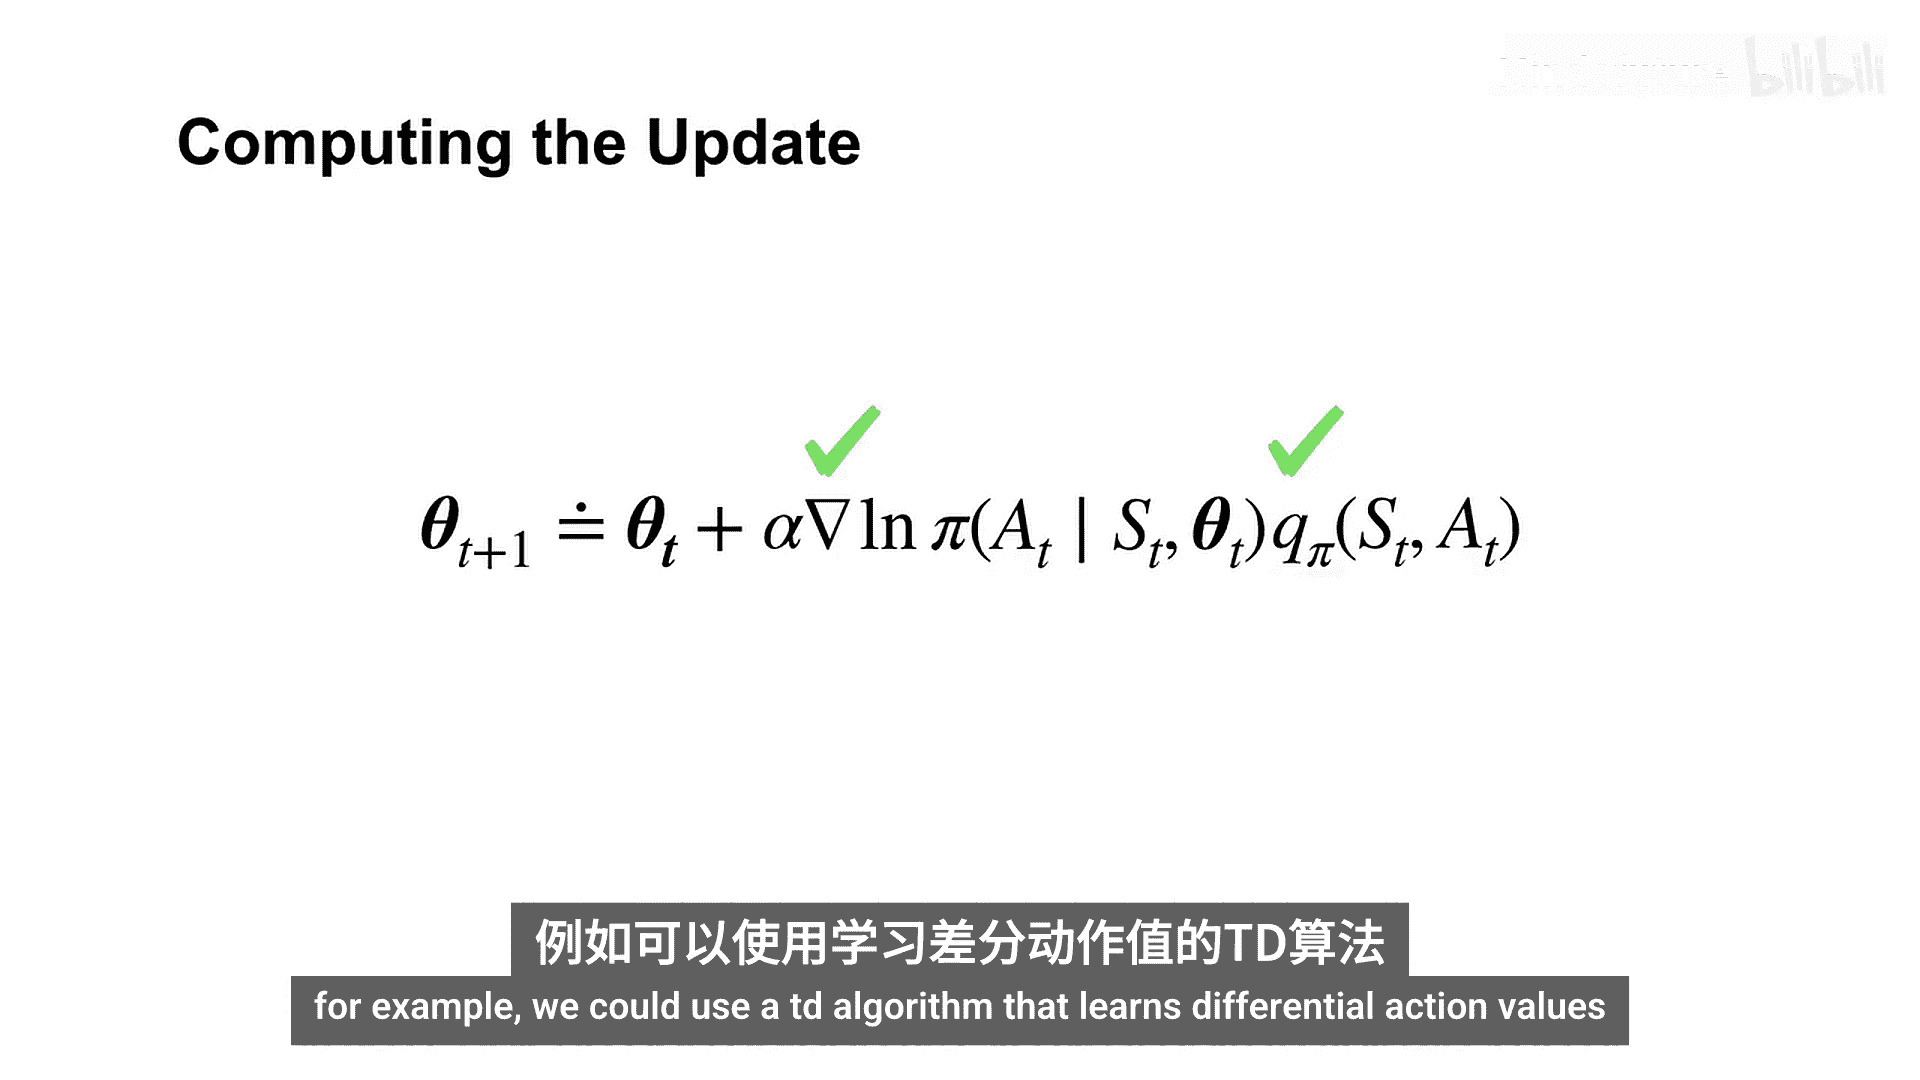 bilibili
Computing the Update
θₜ₊₁ ≐ θₜ + α∇ln π(Aₜ | Sₜ, θₜ)q_π(Sₜ, Aₜ)
例如可以使用学习差分动作值的TD算法
for example, we could use a td algorithm that learns differential action values